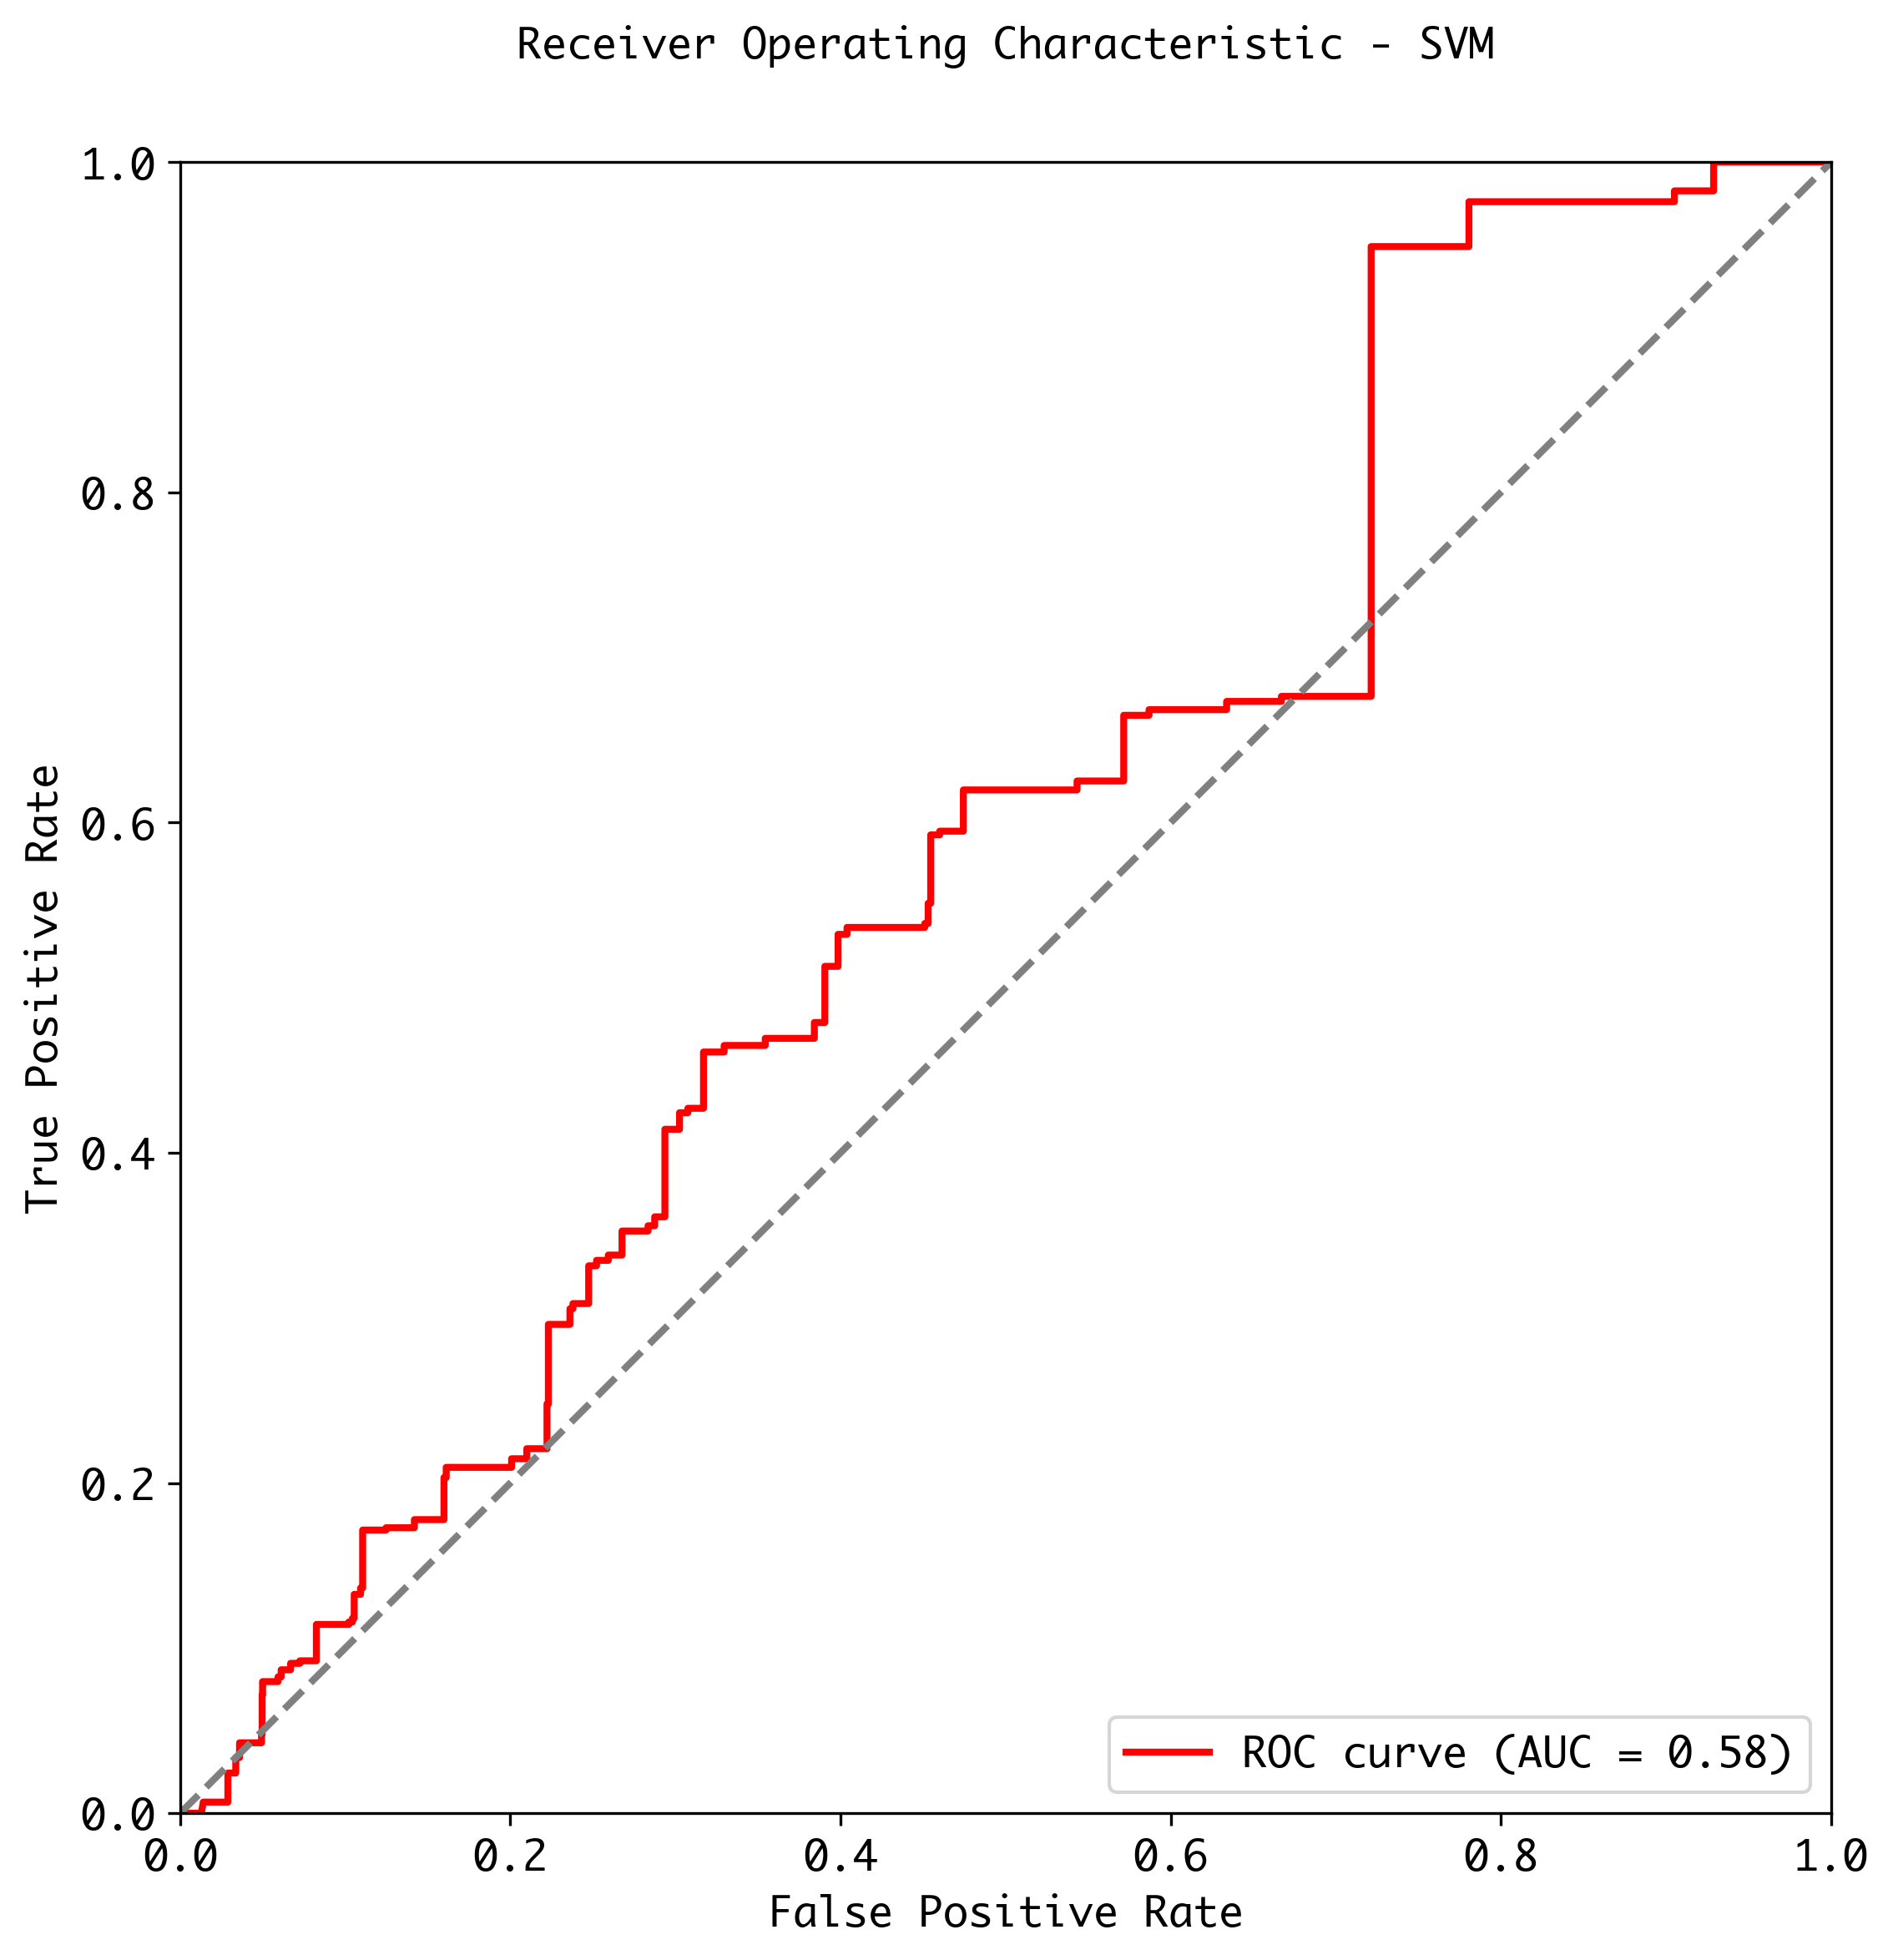 Receiver Operating Characteristic - SVM
1.0
0.8
0.6
0.4
0.2
0.0
True Positive Rate
ROC curve (AUC = 0.58)
0.0 0.2 0.4 0.6 0.8 1.0
False Positive Rate